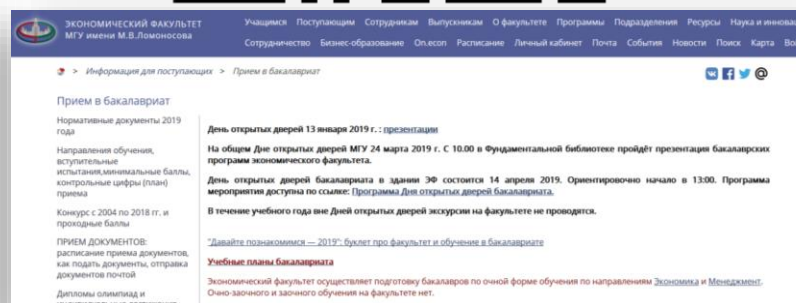 ЭКОНОМИЧЕСКИЙ ФАКУЛЬТЕТ
МГУ имени М.В.Ломоносова
Учащимся Поступающим Сотрудникам Выпускникам О факультете Программы Подразделения Ресурсы Наука и инновац
Сотрудничество Бизнес-образование On.econ Расписание Личный кабинет Почта События Новости Поиск Карта Во
> Информация для поступающих > Прием в бакалавриат
Прием в бакалавриат
Нормативные документы 2019
года
Направления обучения,
вступительные
испытания,минимальные баллы,
контрольные цифры (план)
приема
Конкурс с 2004 по 2018 гг. и
проходные баллы
ПРИЕМ ДОКУМЕНТОВ:
расписание приема документов,
как подать документы, отправка
документов почтой
Дипломы олимпиад и
День открытых дверей 13 января 2019 г. : презентации
На общем Дне открытых дверей МГУ 24 марта 2019 г. С 10.00 в Фундаментальной библиотеке пройдёт презентация бакалаврских
программ экономического факультета.
День открытых дверей бакалавриата в здании ЭФ состоится 14 апреля 2019. Ориентировочно начало в 13:00. Программа
мероприятия доступна по ссылке: Программа Дня открытых дверей бакалавриата.
В течение учебного года вне Дней открытых дверей экскурсии на факультете не проводятся.
"Давайте познакомимся — 2019": буклет про факультет и обучение в бакалавриате
Учебные планы бакалавриата
Экономический факультет осуществляет подготовку бакалавров по очной форме обучения по направлениям Экономика и Менеджмент.
Очно-заочного и заочного обучения на факультете нет.